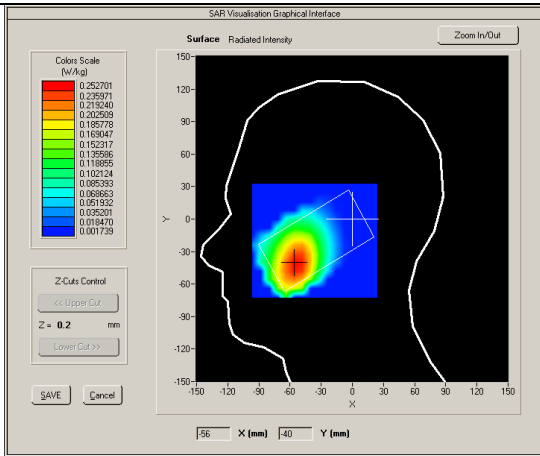 SAR Visualisation Graphical Interface
Surface Radiated Intensity
Zoom In/Out
Colors Scale
(W/kg)
0.252701
0.235971
0.219240
0.202509
0.185778
0.169047
0.152317
0.135586
0.118855
0.102124
0.085393
0.068663
0.051932
0.035201
0.018470
0.001739
Z-Cuts Control
<< Upper Cut
Z = 0.2 mm
Lower Cut >>
SAVE Cancel
150
120
90
60
30
0
-30
-60
-90
-120
-150
Y
-150 -120 -90 -60 -30 0 30 60 90 120 150
X
-56 X (mm) -40 Y (mm)